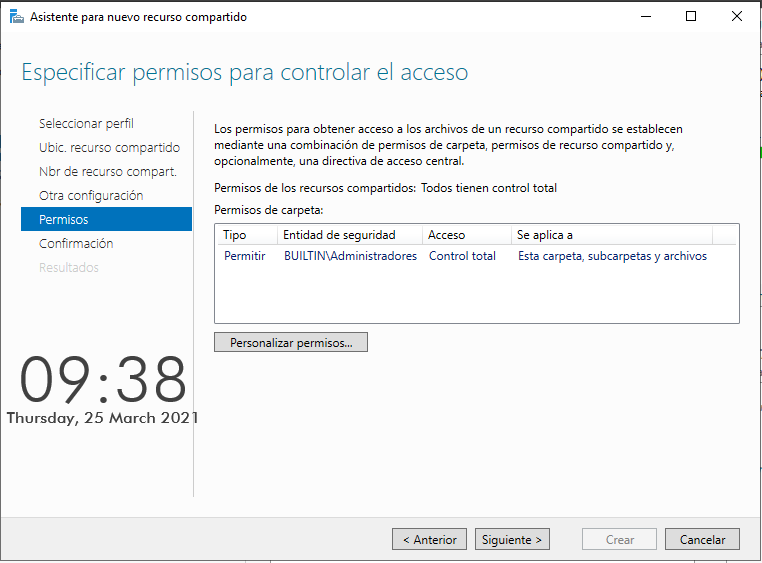 Asistente para nuevo recurso compartido
Especificar permisos para controlar el acceso
Seleccionar perfil
Ubic. recurso compartido
Nbr de recurso compart.
Otra configuración
Permisos
Confirmación
Resultados
09:38
Thursday, 25 March 2021
Los permisos para obtener acceso a los archivos de un recurso compartido se establecen
mediante una combinación de permisos de carpeta, permisos de recurso compartido y,
opcionalmente, una directiva de acceso central.
Permisos de los recursos compartidos: Todos tienen control total
Permisos de carpeta:
Tipo Entidad de seguridad Acceso Se aplica a
Permitir BUILTIN\Administradores Control total Esta carpeta, subcarpetas y archivos
Personalizar permisos...
< Anterior Siguiente > Crear Cancelar